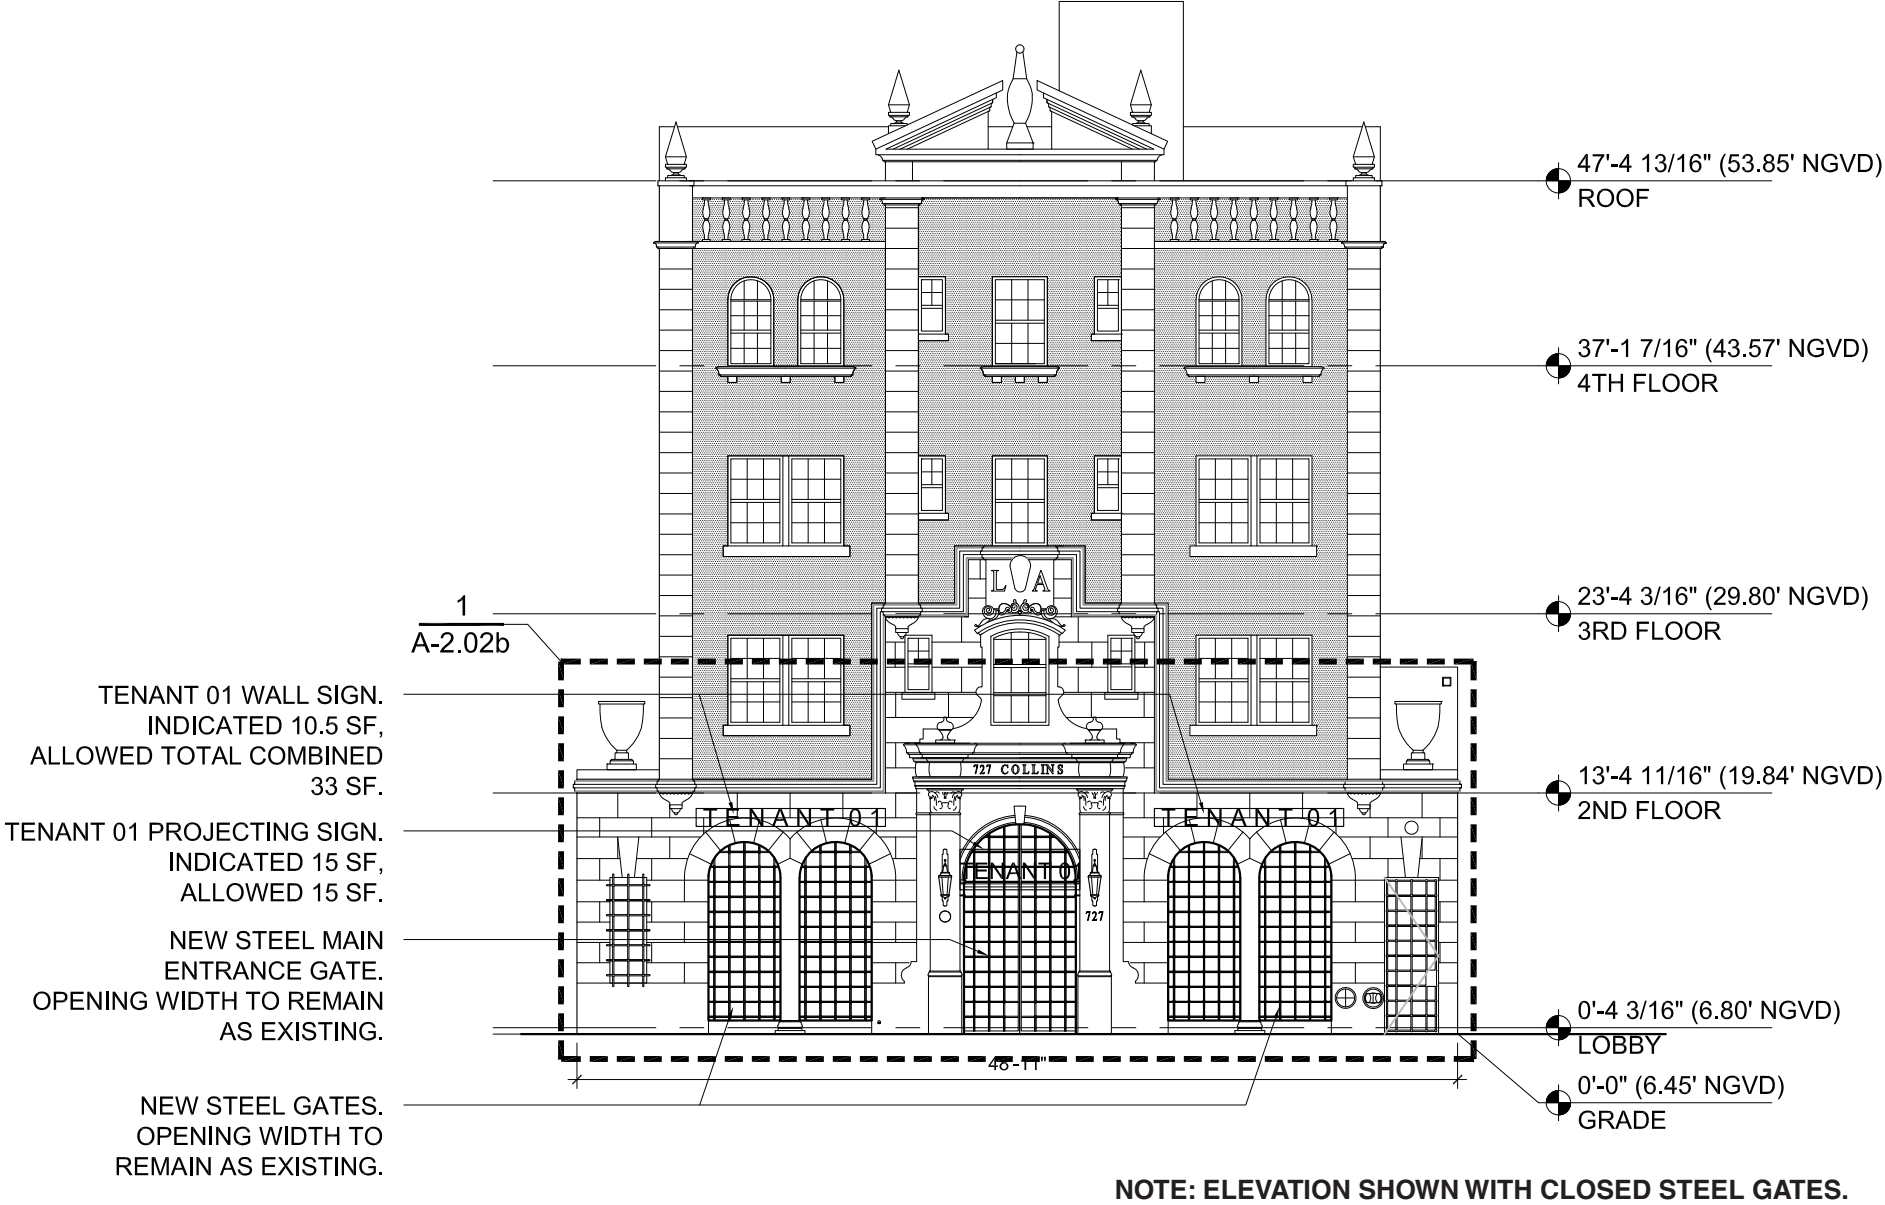 47'-4 13/16" (53.85' NGVD)
ROOF
37'-1 7/16" (43.57' NGVD)
4TH FLOOR
L A
23'-4 3/16" (29.80' NGVD)
3RD FLOOR
1
A-2.02b
TENANT 01 WALL SIGN.
INDICATED 10.5 SF,
ALLOWED TOTAL COMBINED
33 SF.
727 COLLINS
13'-4 11/16" (19.84' NGVD)
2ND FLOOR
TENANT 01
TENANT 01
TENANT 01 PROJECTING SIGN.
INDICATED 15 SF,
ALLOWED 15 SF.
TENANT 01
727
NEW STEEL MAIN
ENTRANCE GATE.
OPENING WIDTH TO REMAIN
AS EXISTING.
0'-4 3/16" (6.80' NGVD)
LOBBY
48'-11"
0'-0" (6.45' NGVD)
GRADE
NEW STEEL GATES.
OPENING WIDTH TO
REMAIN AS EXISTING.
NOTE: ELEVATION SHOWN WITH CLOSED STEEL GATES.